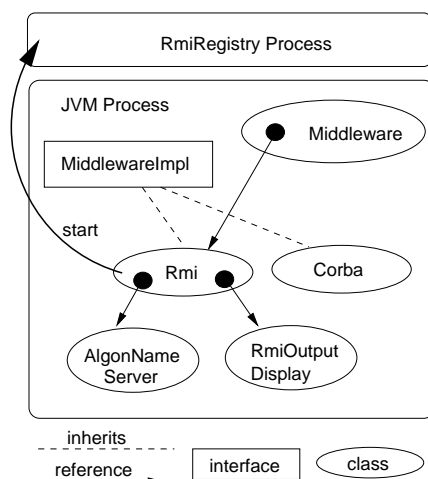 RmiRegistry Process
JVM Process
Middleware
MiddlewareImpl
start
Rmi
Corba
AlgonName
Server
RmiOutput
Display
inherits
reference
interface
class